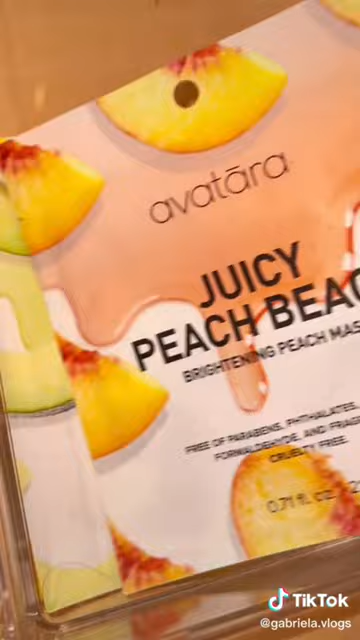 avatāra
JUICY
PEACH BEAC
BRIGHTENING PEACH MAS
FREE OF PARABENS, PHTHALATES,
FORMALDEHYDE, AND FRAG
CRUELTY FREE
0.71 fl. oz.
TikTok
@gabriela.vlogs